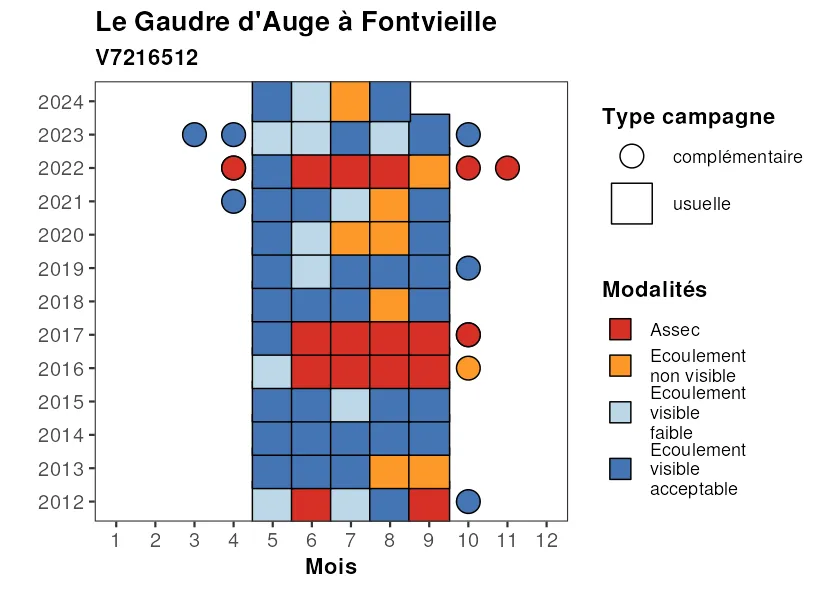 Le Gaudre d'Auge à Fontvieille
V7216512
2024
2023
2022
2021
2020
2019
2018
2017
2016
2015
2014
2013
2012
1 2 3 4 5 6 7 8 9 10 11 12
Mois
Type campagne
complémentaire
usuelle
Modalités
Assec
Ecoulement
non visible
Ecoulement
visible
faible
Ecoulement
visible
acceptable